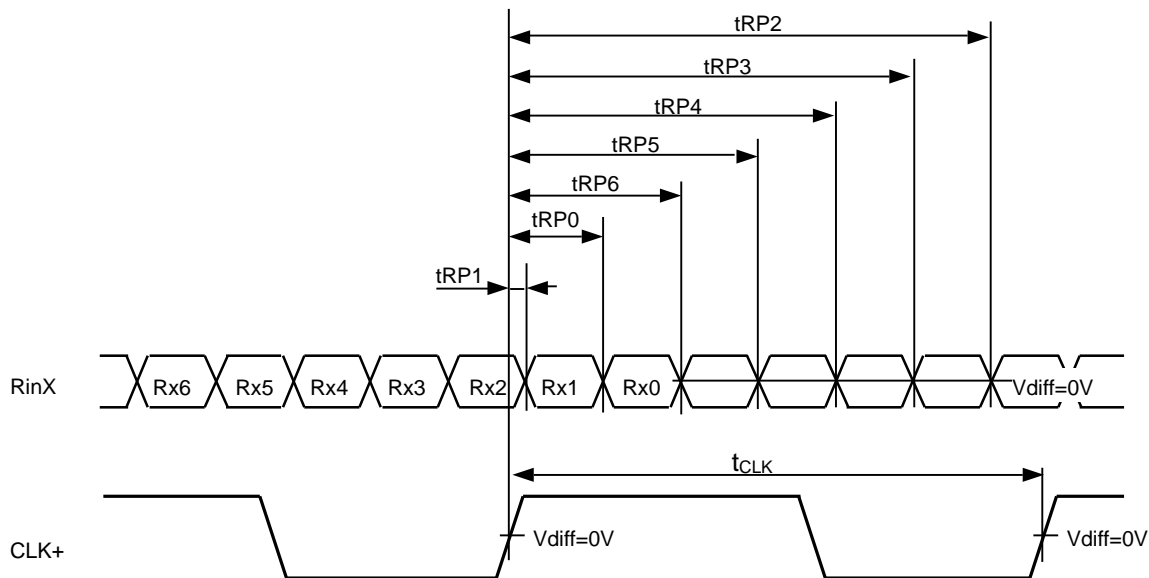 tRP2
tRP3
tRP4
tRP5
tRP6
tRP0
tRP1
RinX Rx6 Rx5 Rx4 Rx3 Rx2 Rx1 Rx0 Vdiff=0V
tCLK
CLK+ Vdiff=0V Vdiff=0V